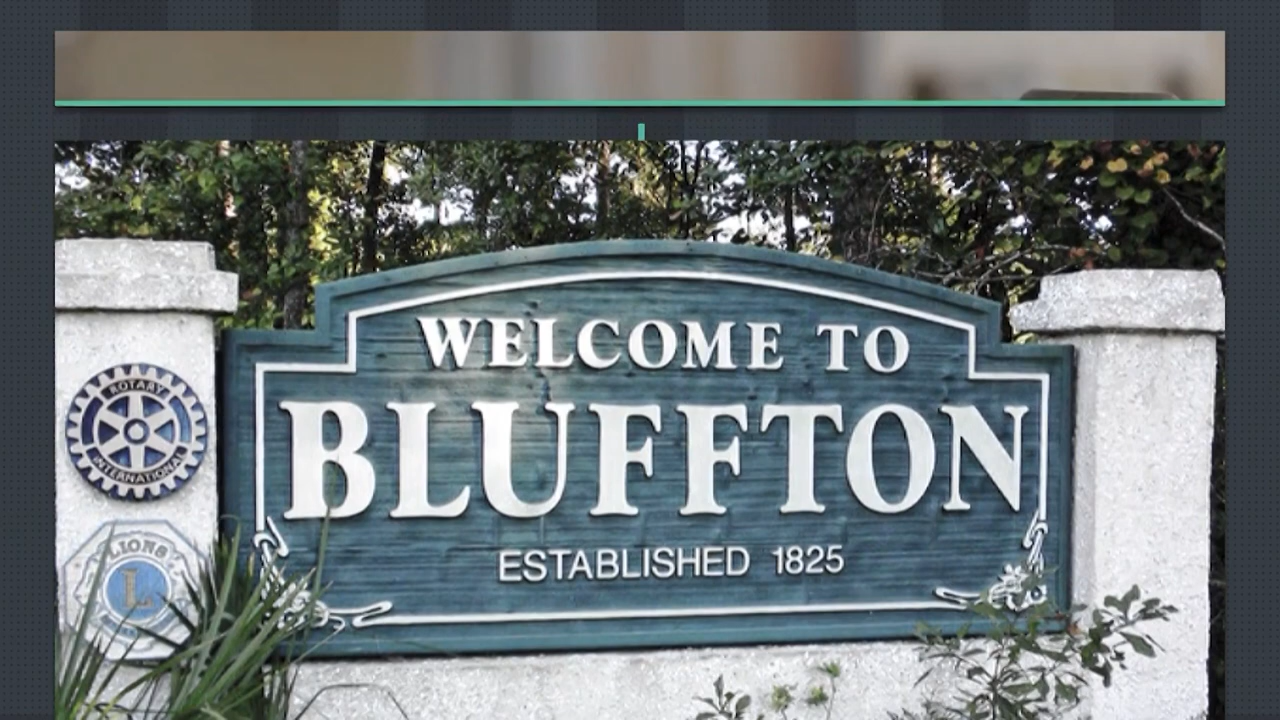 WELCOME TO
BLUFFTON
ESTABLISHED 1825
ROTARY
INTERNATIONAL
LIONS
L